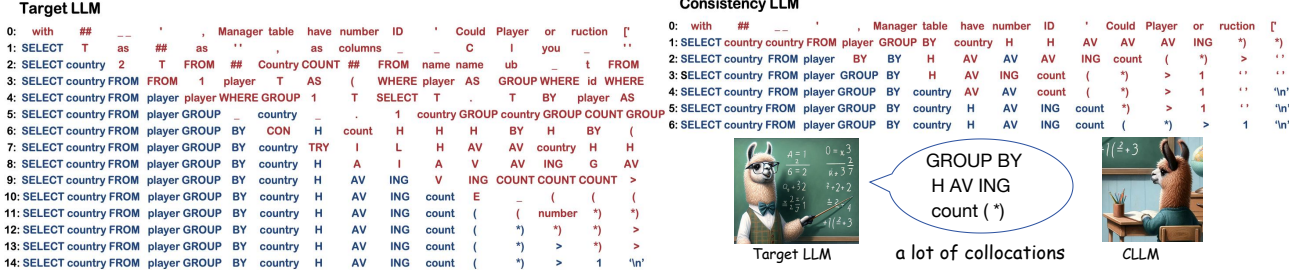 Target LLM
0: with ## _ _ ' , Manager table have number ID ' Could Player or ruction ['
1: SELECT T as ## as ' ' , as columns _ _ C I you _ ' '
2: SELECT country 2 T FROM ## Country COUNT ## FROM name name ub _ t FROM
3: SELECT country FROM FROM 1 player T AS ( WHERE player AS GROUP WHERE id WHERE
4: SELECT country FROM player player WHERE GROUP 1 T SELECT T . T BY player AS
5: SELECT country FROM player GROUP _ country _ . 1 country GROUP country GROUP COUNT GROUP
6: SELECT country FROM player GROUP BY CON H count H H H BY H BY (
7: SELECT country FROM player GROUP BY country TRY I L H AV AV country H H
8: SELECT country FROM player GROUP BY country H A I A V AV ING G AV
9: SELECT country FROM player GROUP BY country H AV ING V ING COUNT COUNT COUNT >
10: SELECT country FROM player GROUP BY country H AV ING count E _ ( ( (
11: SELECT country FROM player GROUP BY country H AV ING count ( ( number *) *)
12: SELECT country FROM player GROUP BY country H AV ING count ( *) *) *) >
13: SELECT country FROM player GROUP BY country H AV ING count ( *) > *) >
14: SELECT country FROM player GROUP BY country H AV ING count ( *) > 1 '\n'
Consistency LLM
0: with ## _ _ ' , Manager table have number ID ' Could Player or ruction ['
1: SELECT country country FROM player GROUP BY country H H AV AV AV ING *) *)
2: SELECT country FROM player BY BY H AV AV AV ING count ( *) > ' '
3: SELECT country FROM player GROUP BY H AV ING count ( *) > 1 ' ' ' '
4: SELECT country FROM player GROUP BY country AV AV count ( *) > 1 ' ' '\n'
5: SELECT country FROM player GROUP BY country H AV ING count *) > 1 ' ' '\n'
6: SELECT country FROM player GROUP BY country H AV ING count ( *) > 1 '\n'
GROUP BY
H AV ING
count ( *)
Target LLM
a lot of collocations
CLLM